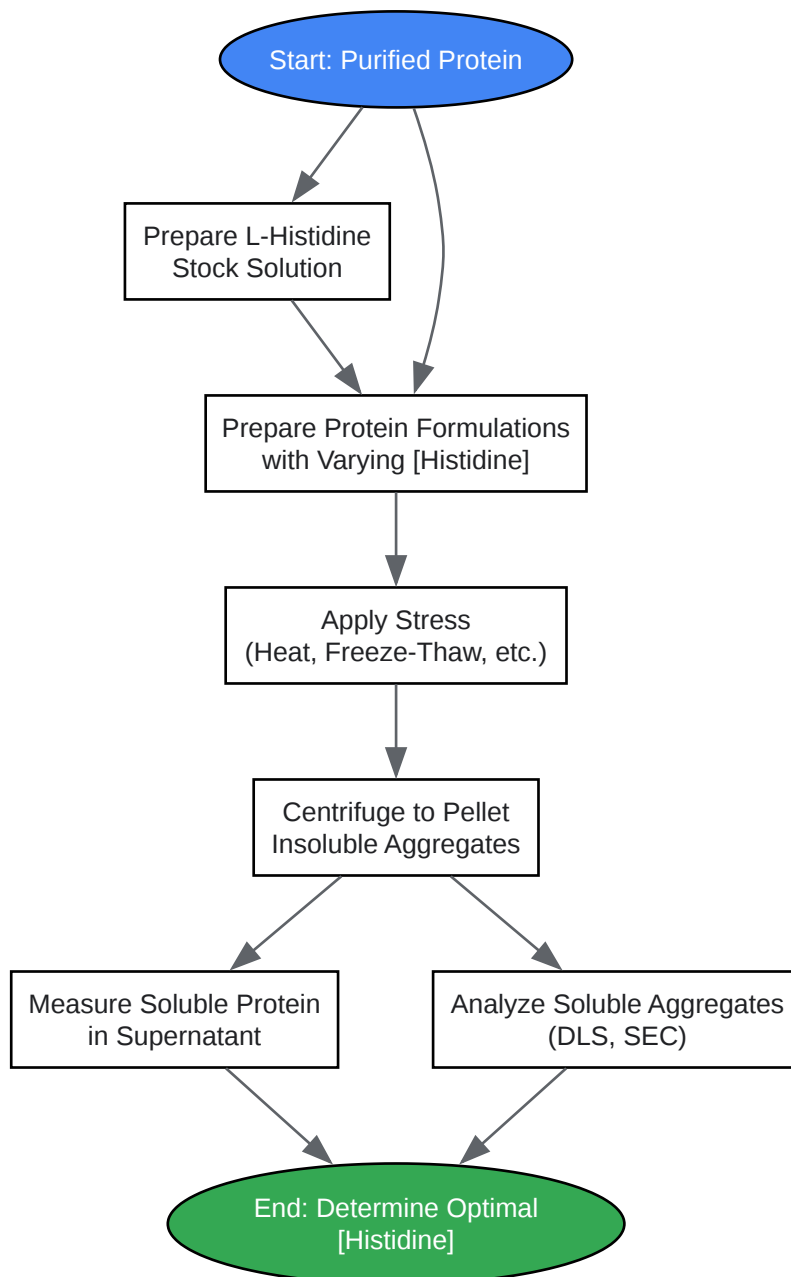 Start: Purified Protein
Prepare L-Histidine
Stock Solution
Prepare Protein Formulations
with Varying [Histidine]
Apply Stress
(Heat, Freeze-Thaw, etc.)
Centrifuge to Pellet
Insoluble Aggregates
Measure Soluble Protein
in Supernatant
Analyze Soluble Aggregates
(DLS, SEC)
End: Determine Optimal
[Histidine]